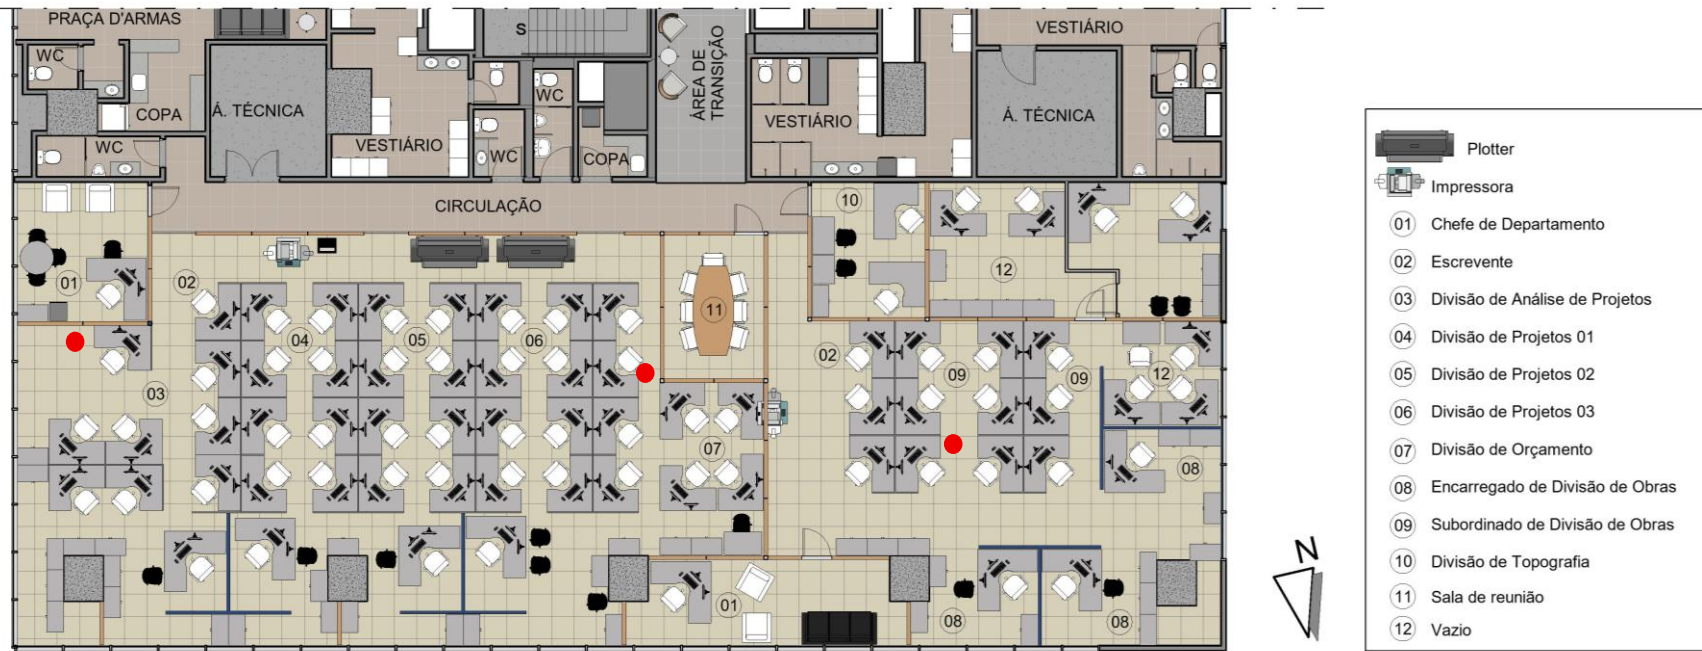 PRAÇA D'ARMAS
WC
COPA
WC
Á. TÉCNICA
VESTIÁRIO
S
WC
WC
COPA
ÁREA DE
TRANSIÇÃO
VESTIÁRIO
VESTIÁRIO
Á. TÉCNICA
CIRCULAÇÃO
01
02
03
04
05
06
11
07
10
12
02
09
09
12
08
01
08
08
N
Plotter
Impressora
01 Chefe de Departamento
02 Escrevente
03 Divisão de Análise de Projetos
04 Divisão de Projetos 01
05 Divisão de Projetos 02
06 Divisão de Projetos 03
07 Divisão de Orçamento
08 Encarregado de Divisão de Obras
09 Subordinado de Divisão de Obras
10 Divisão de Topografia
11 Sala de reunião
12 Vazio